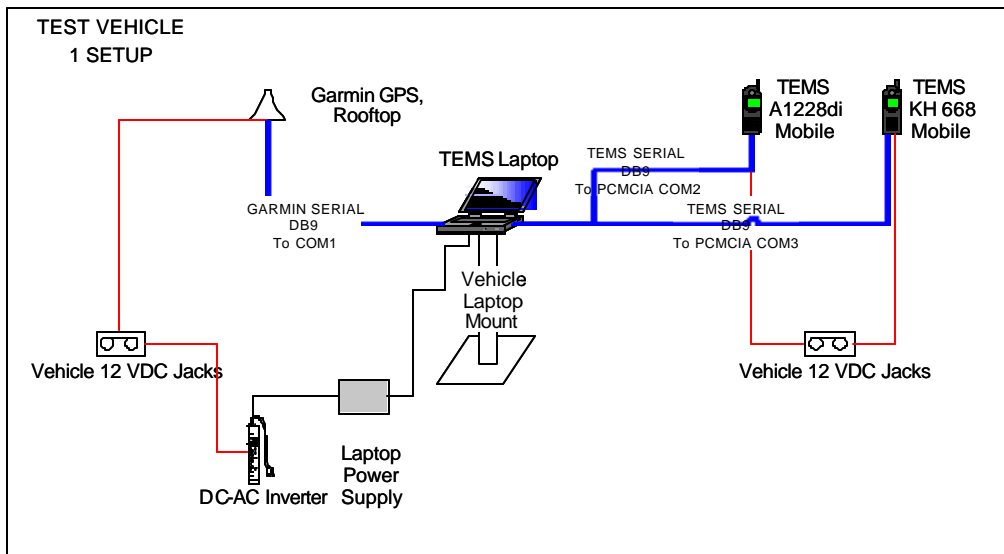 TEST VEHICLE
1 SETUP
Garmin GPS,
Rooftop
TEMS
A1228di
Mobile
TEMS
KH 668
Mobile
TEMS Laptop
TEMS SERIAL
DB9
To PCMCIA COM2
GARMIN SERIAL
DB9
To COM1
TEMS SERIAL
DB9
To PCMCIA COM3
Vehicle
Laptop
Mount
Vehicle 12 VDC Jacks
Vehicle 12 VDC Jacks
Laptop
Power
Supply
DC-AC Inverter